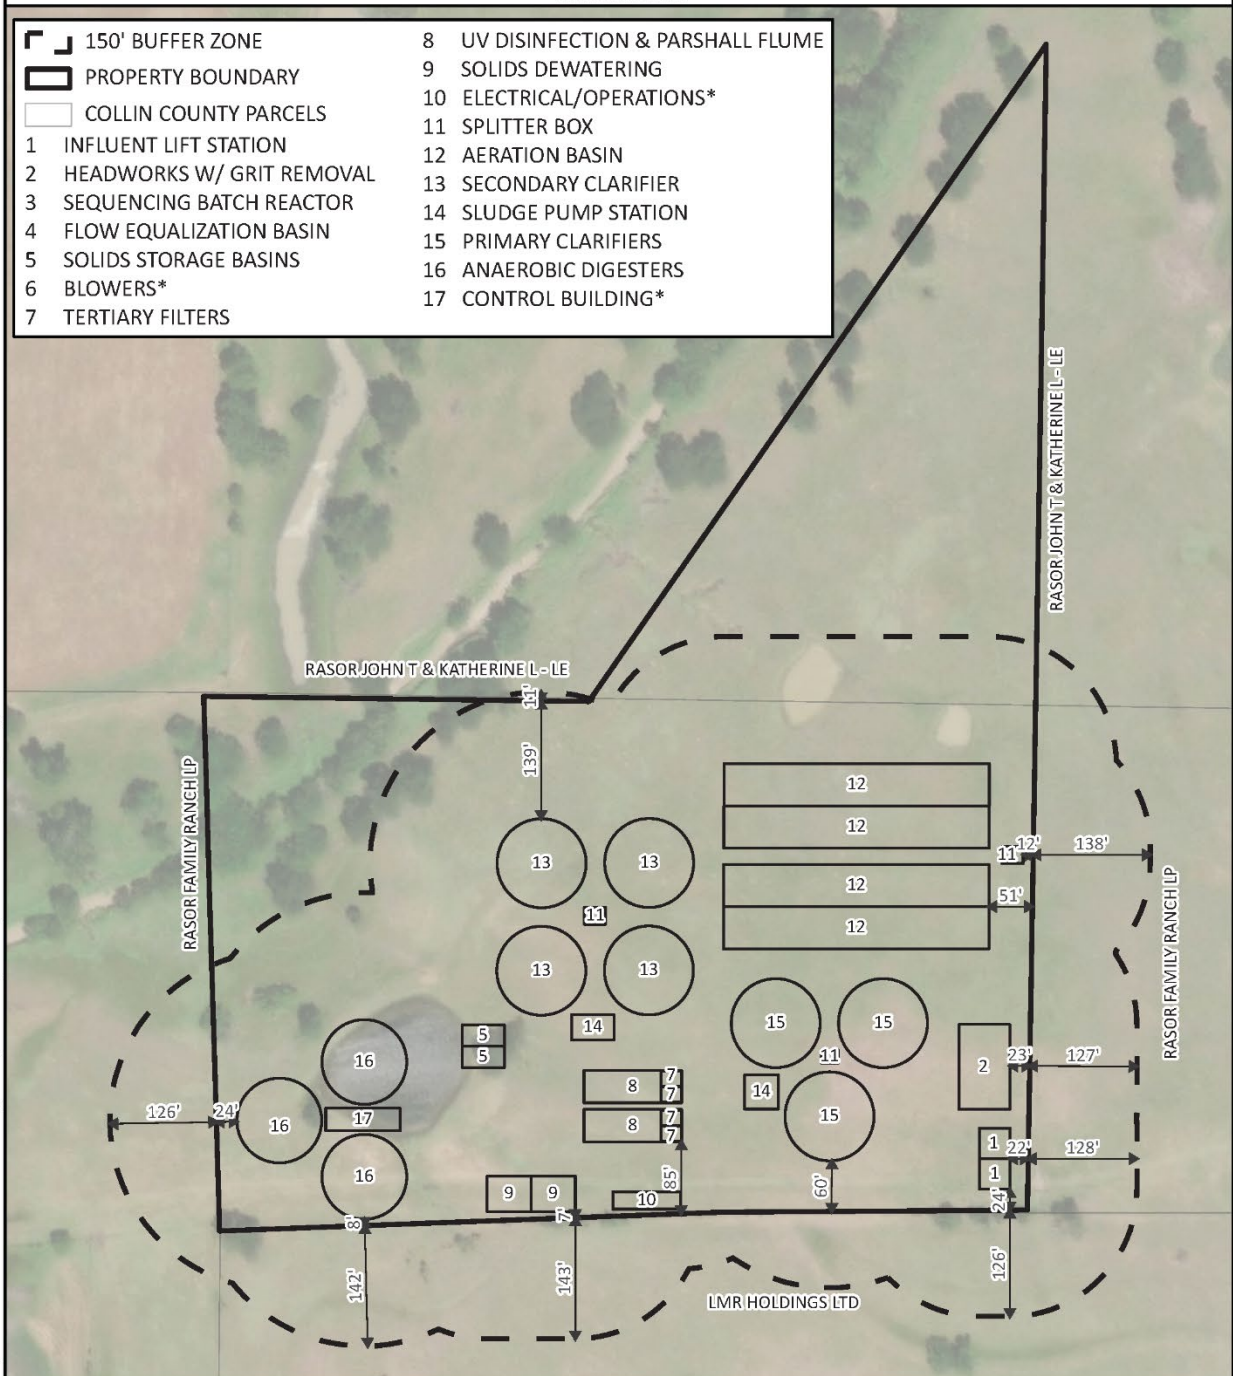 150' BUFFER ZONE
PROPERTY BOUNDARY
COLLIN COUNTY PARCELS
1 INFLUENT LIFT STATION
2 HEADWORKS W/ GRIT REMOVAL
3 SEQUENCING BATCH REACTOR
4 FLOW EQUALIZATION BASIN
5 SOLIDS STORAGE BASINS
6 BLOWERS*
7 TERTIARY FILTERS
8 UV DISINFECTION & PARSHALL FLUME
9 SOLIDS DEWATERING
10 ELECTRICAL/OPERATIONS*
11 SPLITTER BOX
12 AERATION BASIN
13 SECONDARY CLARIFIER
14 SLUDGE PUMP STATION
15 PRIMARY CLARIFIERS
16 ANAEROBIC DIGESTERS
17 CONTROL BUILDING*
RASOR JOHN T & KATHERINE L - LE
RASOR JOHN T & KATHERINE L - LE
11'
139'
RASOR FAMILY RANCH LP
12
12
12
12
11
12'
138'
51'
RASOR FAMILY RANCH LP
13
13
11
13
13
14
5
5
15
15
11
15
14
2
23'
127'
16
16
17
16
126'
24'
8
8
7
7
7
7
85'
60'
1
1
22'
128'
24'
9
9
10
8'
7'
142'
143'
126'
LMR HOLDINGS LTD